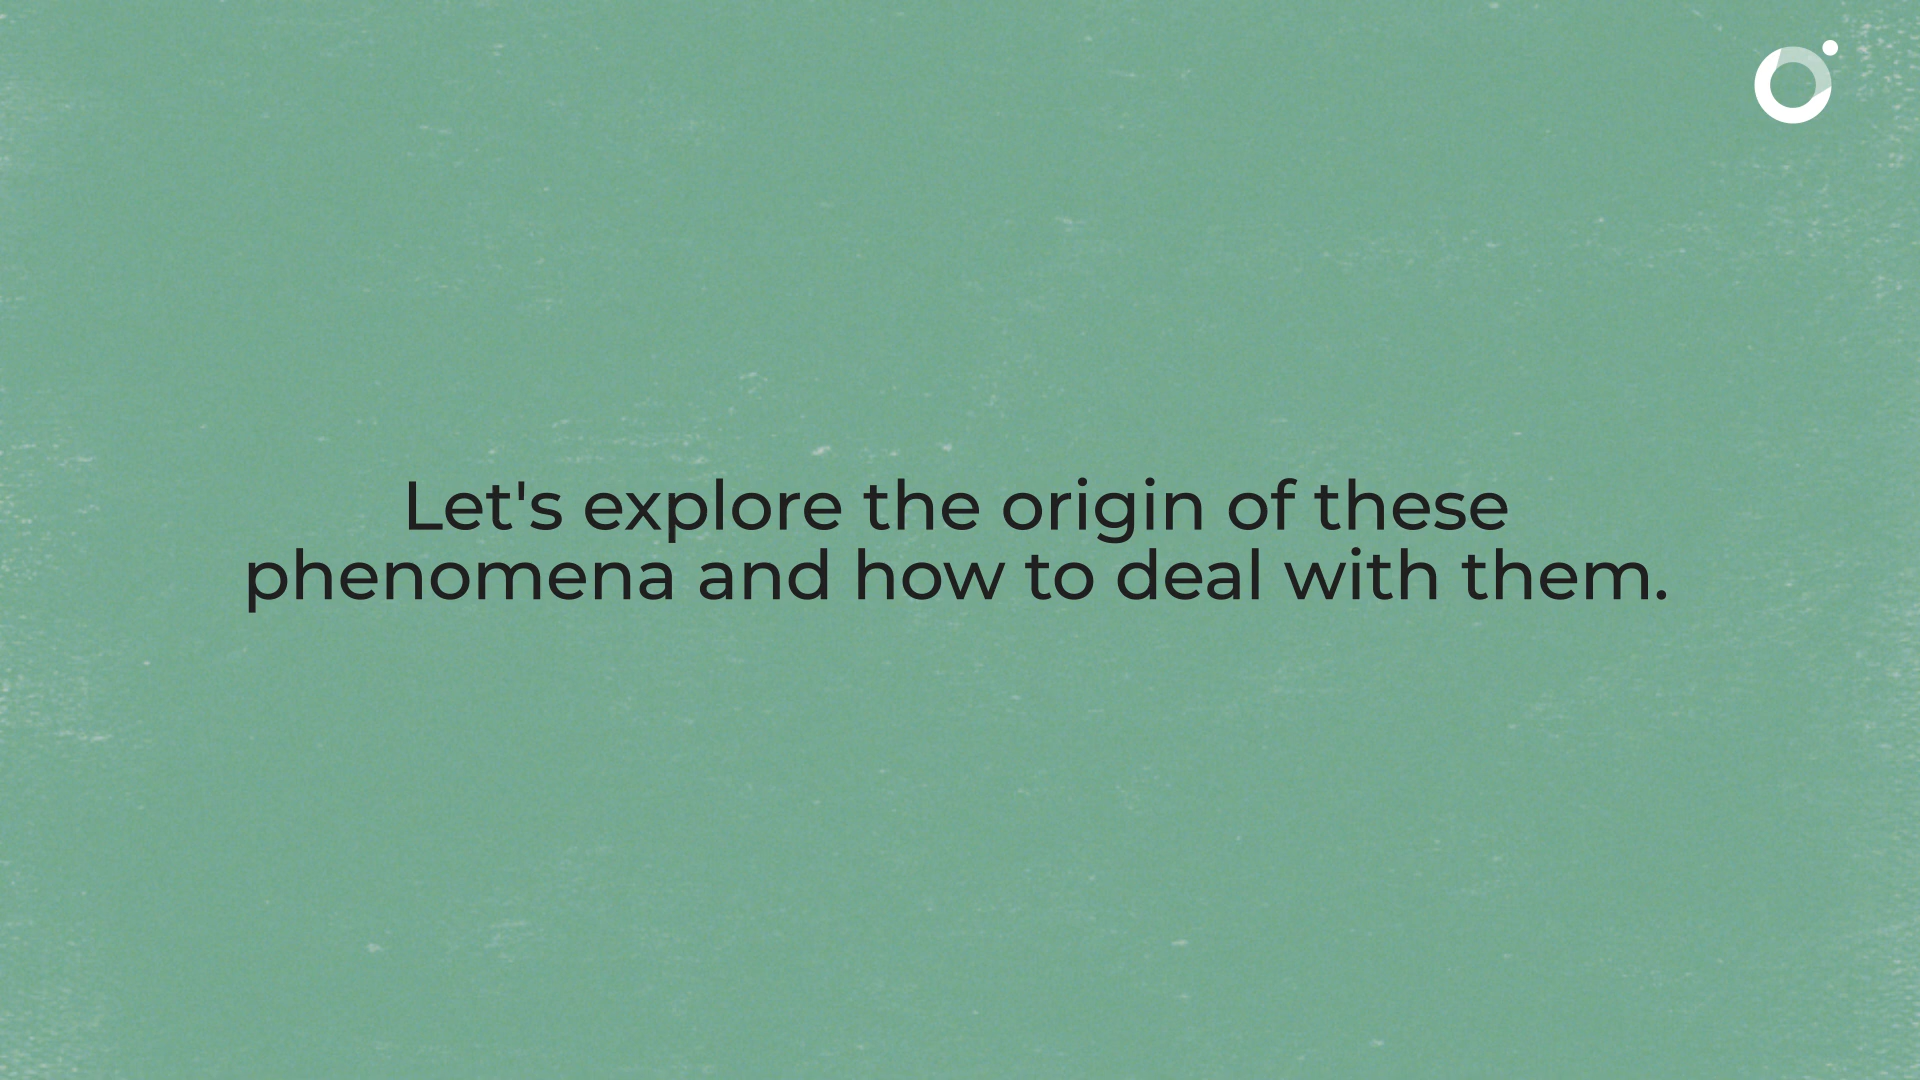 Let's explore the origin of these
phenomena and how to deal with them.